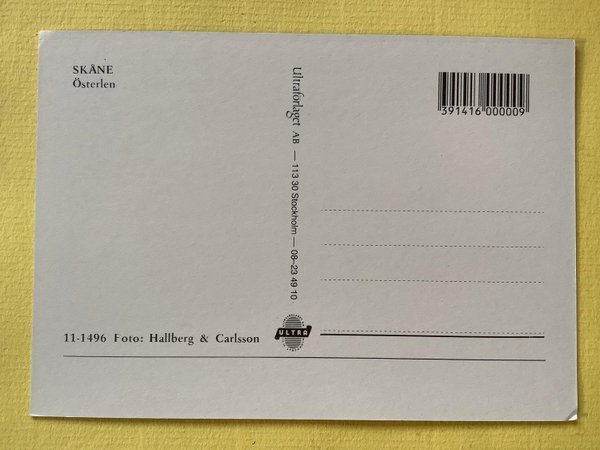 SKÅNE
Österlen
Ultraförlaget AB — 113 30 Stockholm — 08-23 49 10
391416 000009
11-1496 Foto: Hallberg & Carlsson
ULTRA